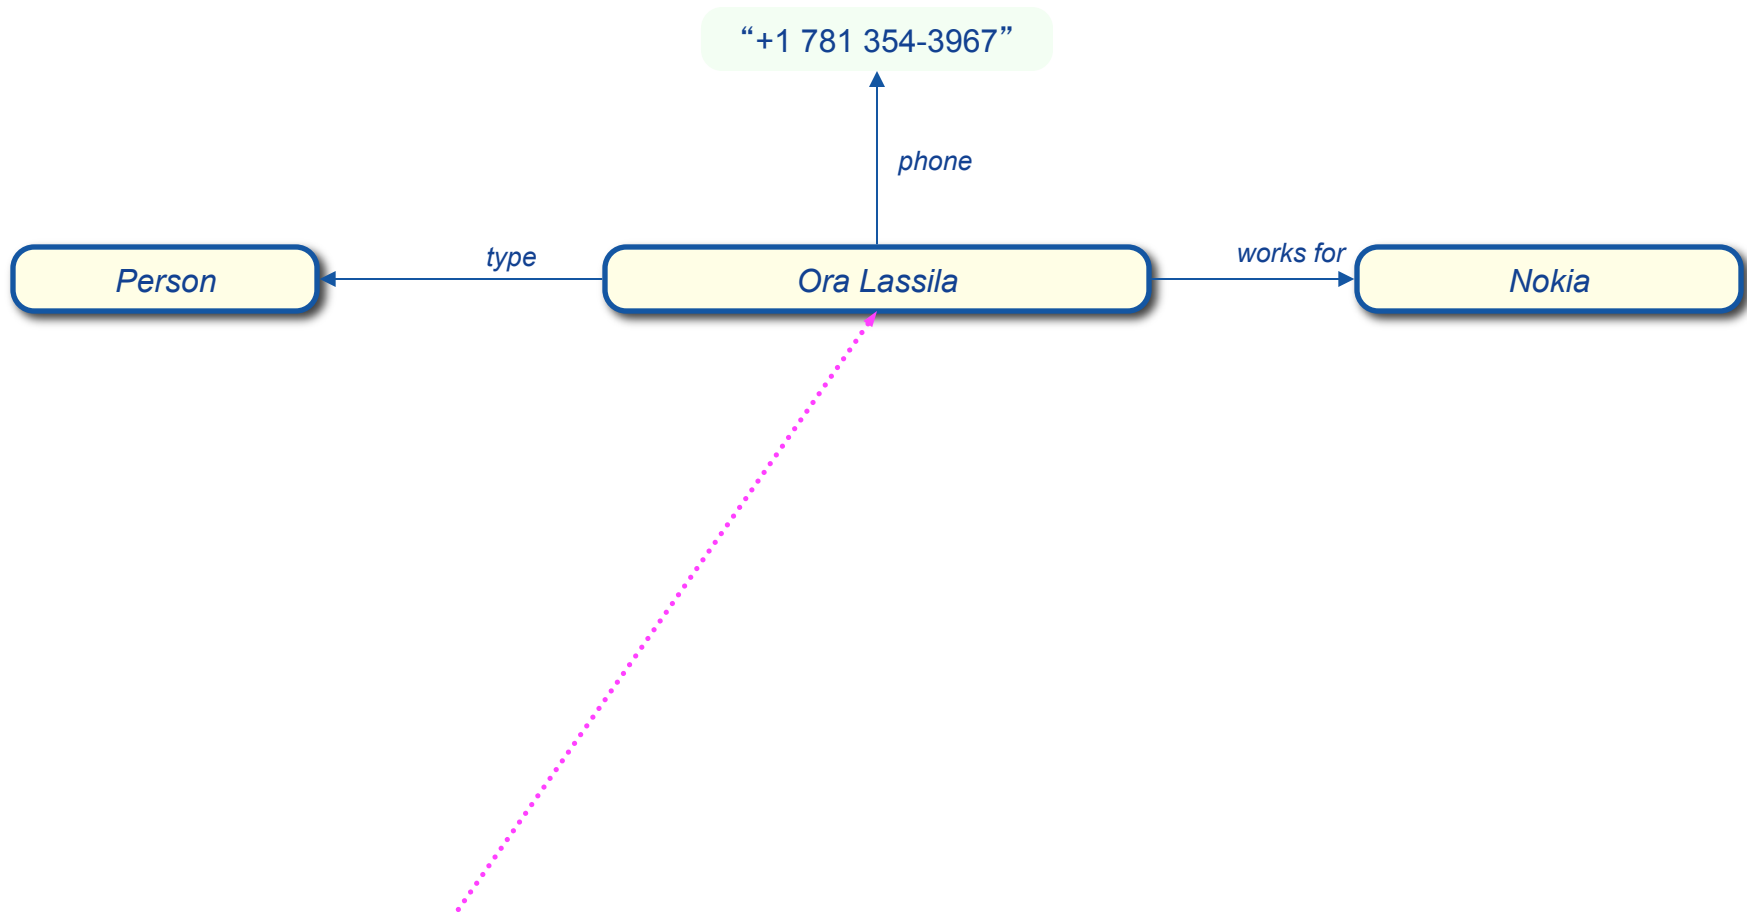 “+1 781 354-3967”
phone
type
works for
Person
Ora Lassila
Nokia